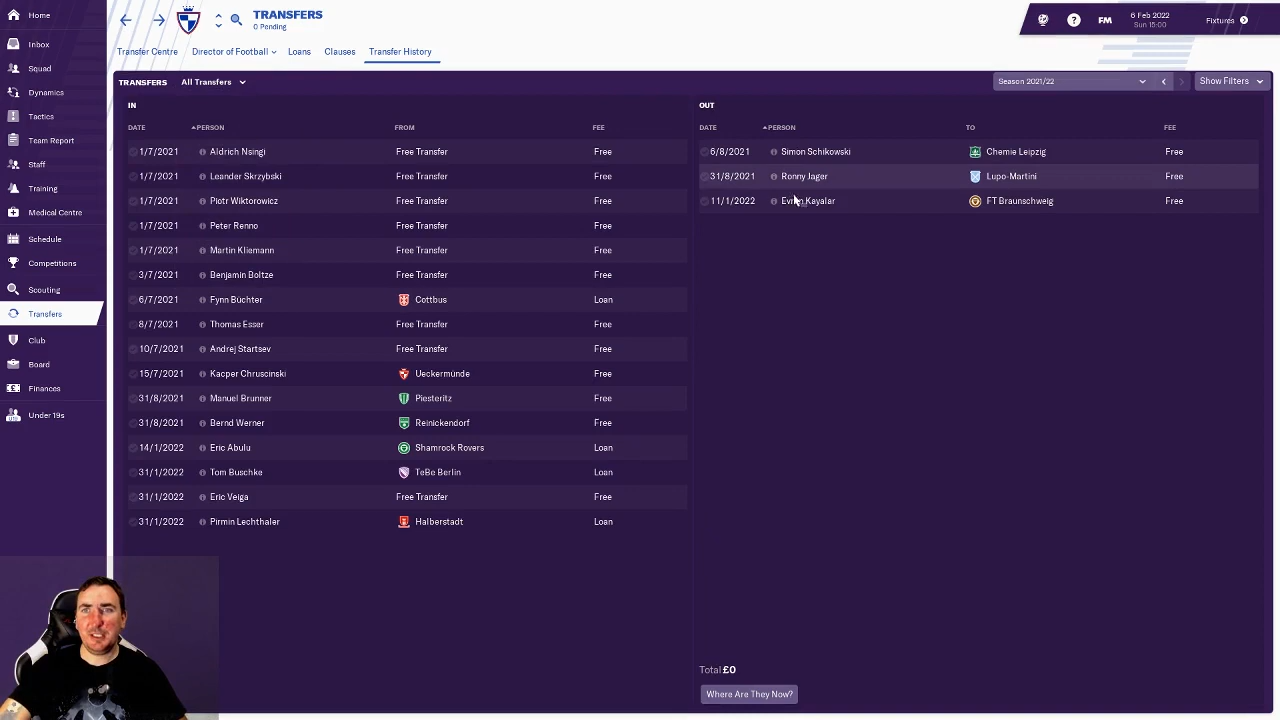 Home
Inbox
Squad
Dynamics
Tactics
Team Report
Staff
Training
Medical Centre
Schedule
Competitions
Scouting
Transfers
Club
Board
Finances
Under 19s
TRANSFERS
0 Pending
? FM 6 Feb 2022 Fixtures
Sun 15:00
Transfer Centre Director of Football Loans Clauses Transfer History
TRANSFERS All Transfers Season 2021/22 Show Filters
IN
DATE PERSON FROM FEE
1/7/2021 Aldrich Nsingi Free Transfer Free
1/7/2021 Leander Skrzybski Free Transfer Free
1/7/2021 Piotr Wiktorowicz Free Transfer Free
1/7/2021 Peter Renno Free Transfer Free
1/7/2021 Martin Kliemann Free Transfer Free
3/7/2021 Benjamin Boltze Free Transfer Free
6/7/2021 Fynn Büchter Cottbus Loan
8/7/2021 Thomas Esser Free Transfer Free
10/7/2021 Andrej Startsev Free Transfer Free
15/7/2021 Kacper Chruscinski Ueckermünde Free
31/8/2021 Manuel Brunner Piesteritz Free
31/8/2021 Bernd Werner Reinickendorf Free
14/1/2022 Eric Abulu Shamrock Rovers Loan
31/1/2022 Tom Buschke TeBe Berlin Loan
31/1/2022 Eric Veiga Free Transfer Free
31/1/2022 Pirmin Lechthaler Halberstadt Loan
OUT
DATE PERSON TO FEE
6/8/2021 Simon Schikowski Chemie Leipzig Free
31/8/2021 Ronny Jager Lupo-Martini Free
11/1/2022 Kayalar FT Braunschweig Free
Total £0
Where Are They Now?